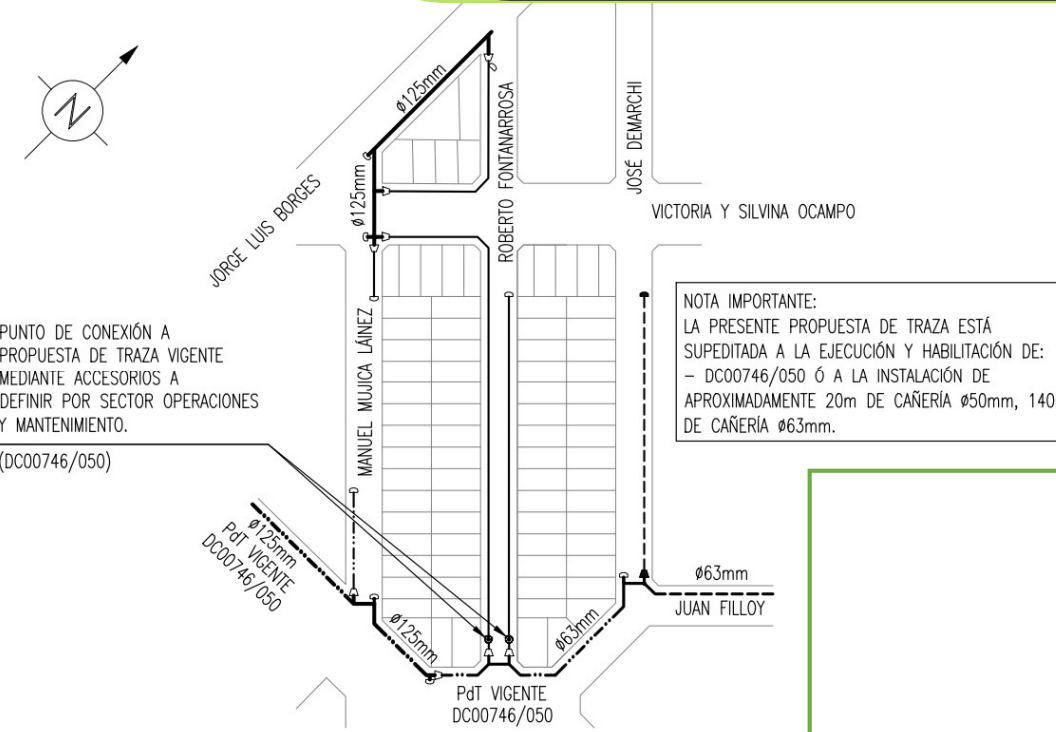 N
ø125mm
ø125mm
JORGE LUIS BORGES
ROBERTO FONTANARROSA
JOSÉ DEMARCHI
VICTORIA Y SILVINA OCAMPO
PUNTO DE CONEXIÓN A
PROPUESTA DE TRAZA VIGENTE
MEDIANTE ACCESORIOS A
DEFINIR POR SECTOR OPERACIONES
Y MANTENIMIENTO.
(DC00746/050)
MANUEL MUJICA LÁINEZ
NOTA IMPORTANTE:
LA PRESENTE PROPUESTA DE TRAZA ESTÁ
SUPEDITADA A LA EJECUCIÓN Y HABILITACIÓN DE:
– DC00746/050 Ó A LA INSTALACIÓN DE
APROXIMADAMENTE 20m DE CAÑERÍA ø50mm, 140
DE CAÑERÍA ø63mm.
ø125mm
PdT VIGENTE
DC00746/050
ø125mm
ø63mm
ø63mm
JUAN FILLOY
PdT VIGENTE
DC00746/050